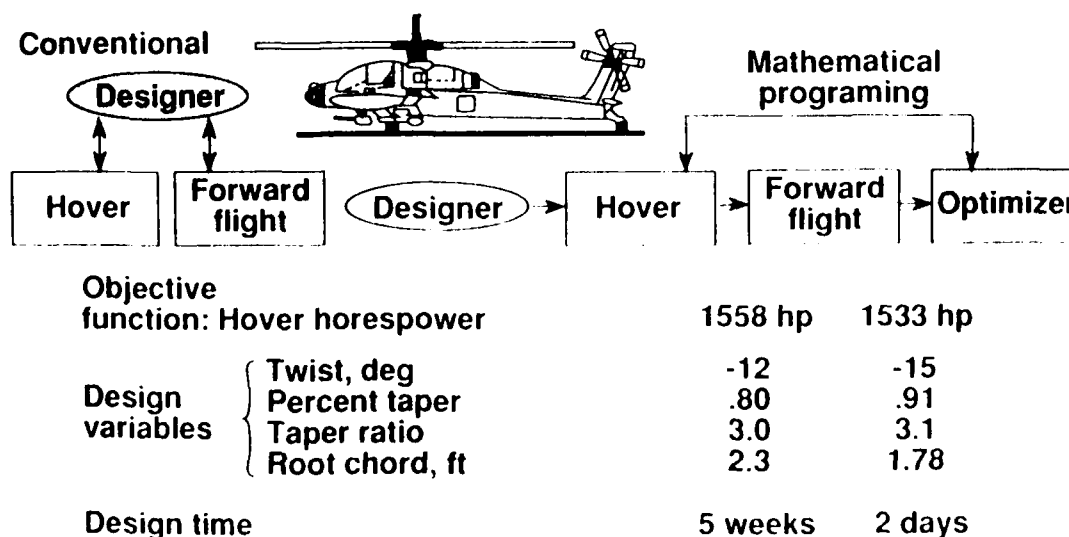 Conventional
Designer
Hover
Forward
flight
Mathematical
programing
Designer
Hover
Forward
flight
Optimizer
Objective
function: Hover horespower 1558 hp 1533 hp
Design
variables
Twist, deg -12 -15
Percent taper .80 .91
Taper ratio 3.0 3.1
Root chord, ft 2.3 1.78
Design time 5 weeks 2 days